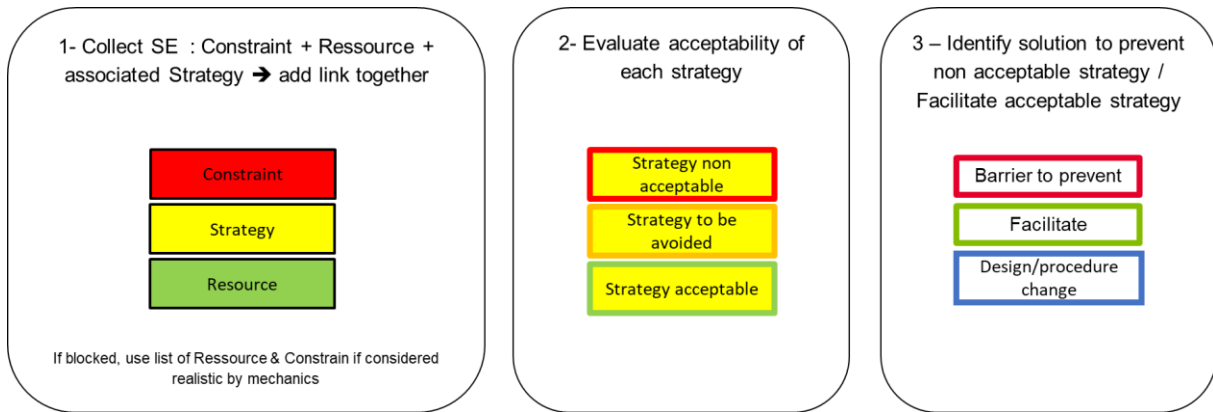 1- Collect SE : Constraint + Ressource +
associated Strategy ➔ add link together
Constraint
Strategy
Resource
If blocked, use list of Ressource & Constrain if considered
realistic by mechanics
2- Evaluate acceptability of
each strategy
Strategy non
acceptable
Strategy to be
avoided
Strategy acceptable
3 – Identify solution to prevent
non acceptable strategy /
Facilitate acceptable strategy
Barrier to prevent
Facilitate
Design/procedure
change